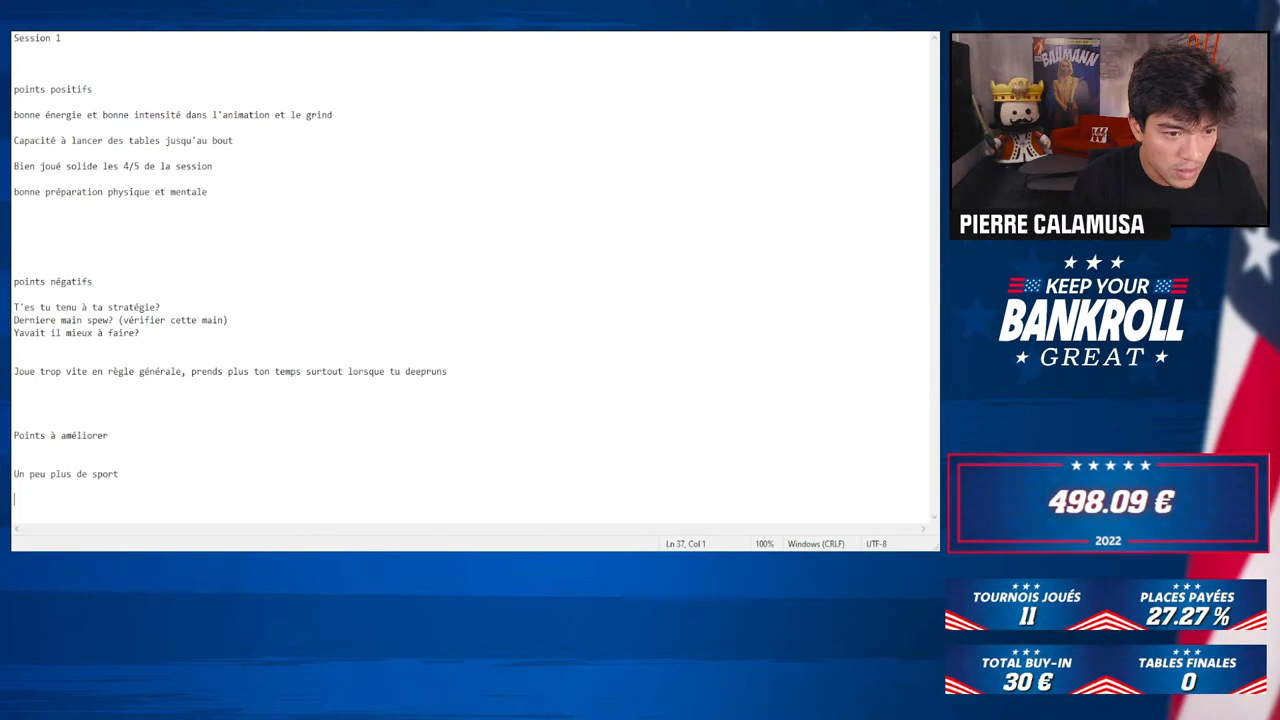 Session 1
points positifs
bonne énergie et bonne intensité dans l'animation et le grind
Capacité à lancer des tables jusqu'au bout
Bien joué solide les 4/5 de la session
bonne préparation physique et mentale
points négatifs
T'es tu tenu à ta stratégie?
Derniere main spew? (vérifier cette main)
Yavait il mieux à faire?
Joue trop vite en règle générale, prends plus ton temps surtout lorsque tu deepruns
Points à améliorer
Un peu plus de sport
Ln 37, Col 1
100%
Windows (CRLF)
UTF-8
BAUMANN
W
PIERRE CALAMUSA
KEEP YOUR
BANKROLL
GREAT
498.09 €
2022
TOURNOIS JOUÉS
11
PLACES PAYÉES
27.27 %
TOTAL BUY-IN
30 €
TABLES FINALES
0